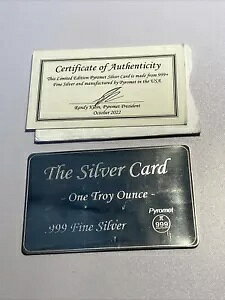 Certificate of Authenticity
This Limited Edition Pyromet Silver Card is made from 999+
Fine Silver and manufactured by Pyromet in the USA.
Randy Klein, Pyromet President
October 2022
The Silver Card
- One Troy Ounce -
.999 Fine Silver
Pyromet
999